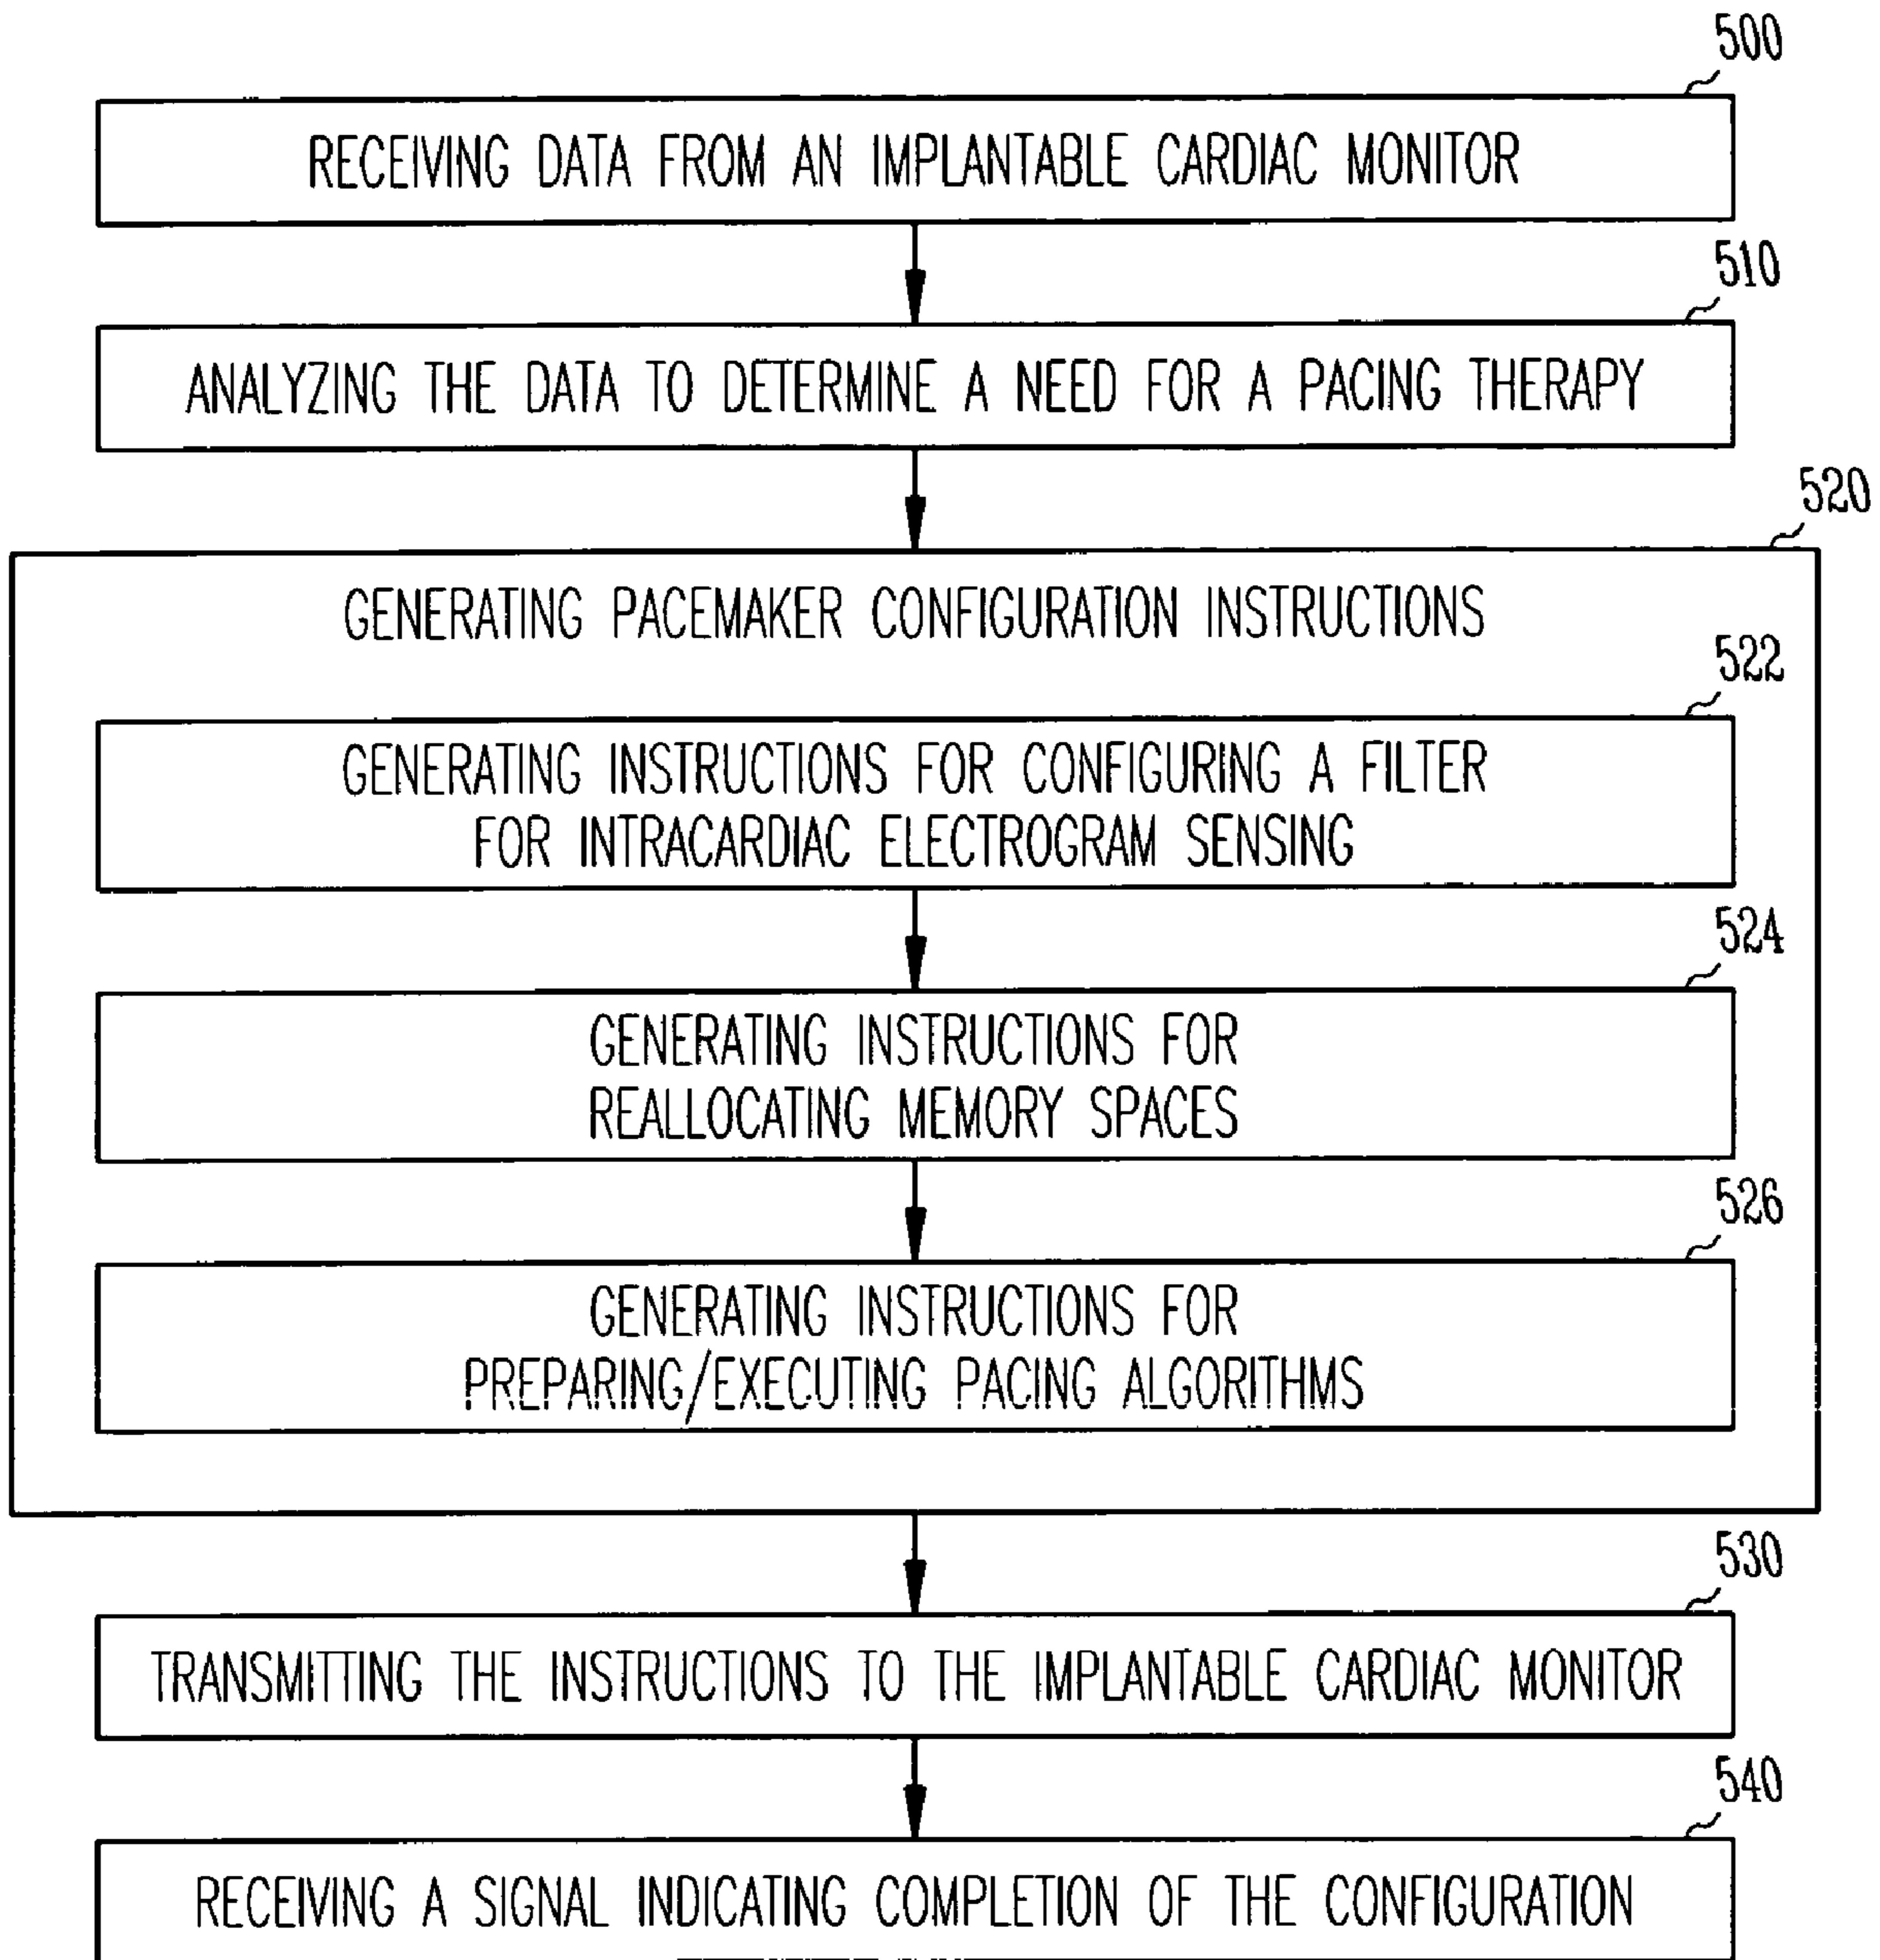 500
RECEIVING DATA FROM AN IMPLANTABLE CARDIAC MONITOR
510
ANALYZING THE DATA TO DETERMINE A NEED FOR A PACING THERAPY
520
GENERATING PACEMAKER CONFIGURATION INSTRUCTIONS
522
GENERATING INSTRUCTIONS FOR CONFIGURING A FILTER
FOR INTRACARDIAC ELECTROGRAM SENSING
524
GENERATING INSTRUCTIONS FOR
REALLOCATING MEMORY SPACES
526
GENERATING INSTRUCTIONS FOR
PREPARING/EXECUTING PACING ALGORITHMS
530
TRANSMITTING THE INSTRUCTIONS TO THE IMPLANTABLE CARDIAC MONITOR
540
RECEIVING A SIGNAL INDICATING COMPLETION OF THE CONFIGURATION